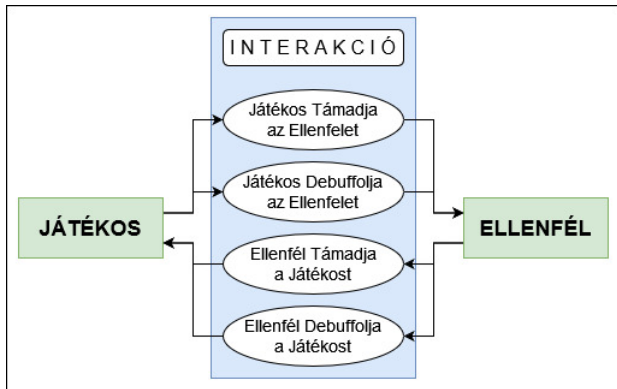 INTERAKCIÓ
Játékos Támadja
az Ellenfelet
Játékos Debuffolja
az Ellenfelet
JÁTÉKOS
ELLENFÉL
Ellenfél Támadja
a Játékost
Ellenfél Debuffolja
a Játékost